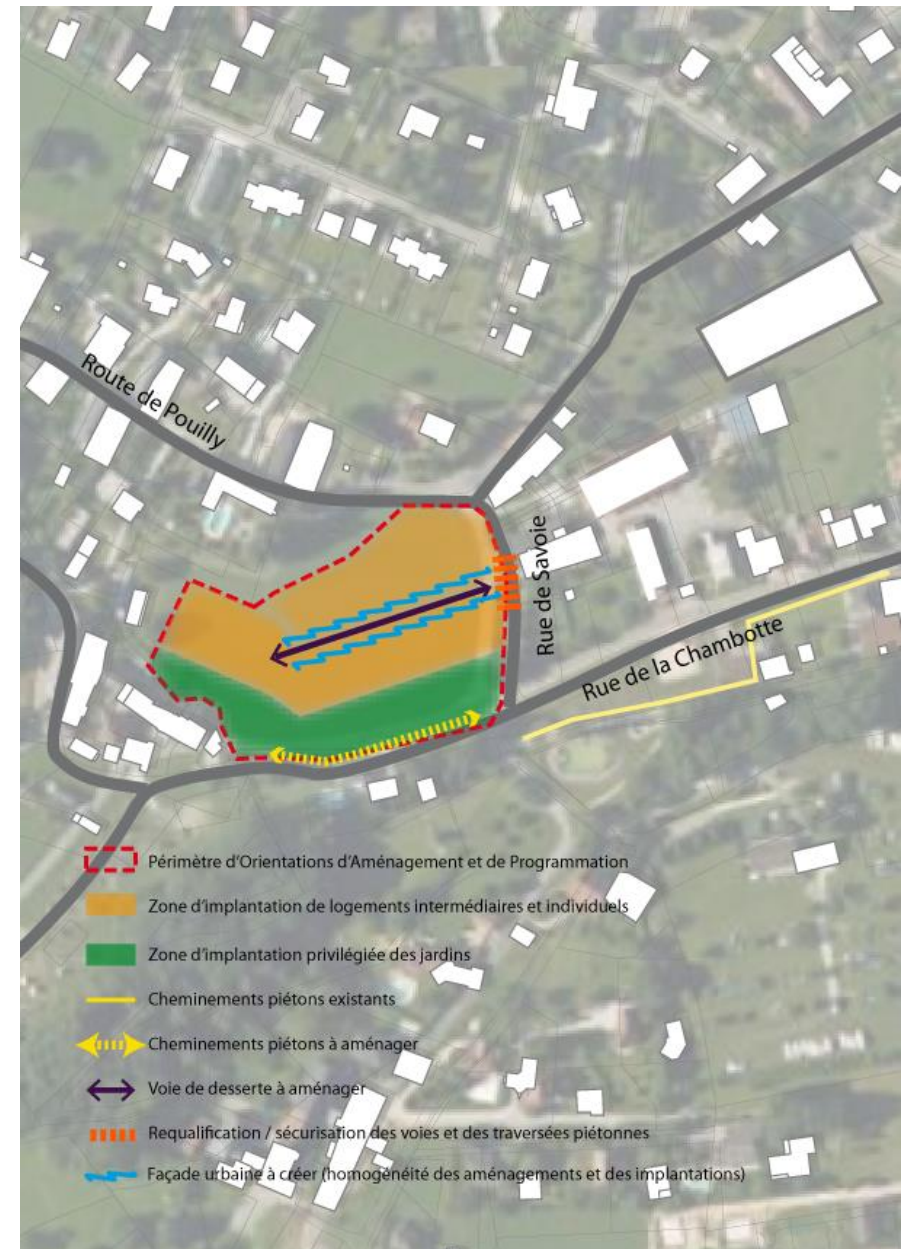 Route de Pouilly
Rue de Savoie
Rue de la Chambotte
Périmètre d'Orientations d'Aménagement et de Programmation
Zone d'implantation de logements intermédiaires et individuels
Zone d'implantation privilégiée des jardins
Cheminements piétons existants
Cheminements piétons à aménager
Voie de desserte à aménager
Requalification / sécurisation des voies et des traversées piétonnes
Façade urbaine à créer (homogénéité des aménagements et des implantations)